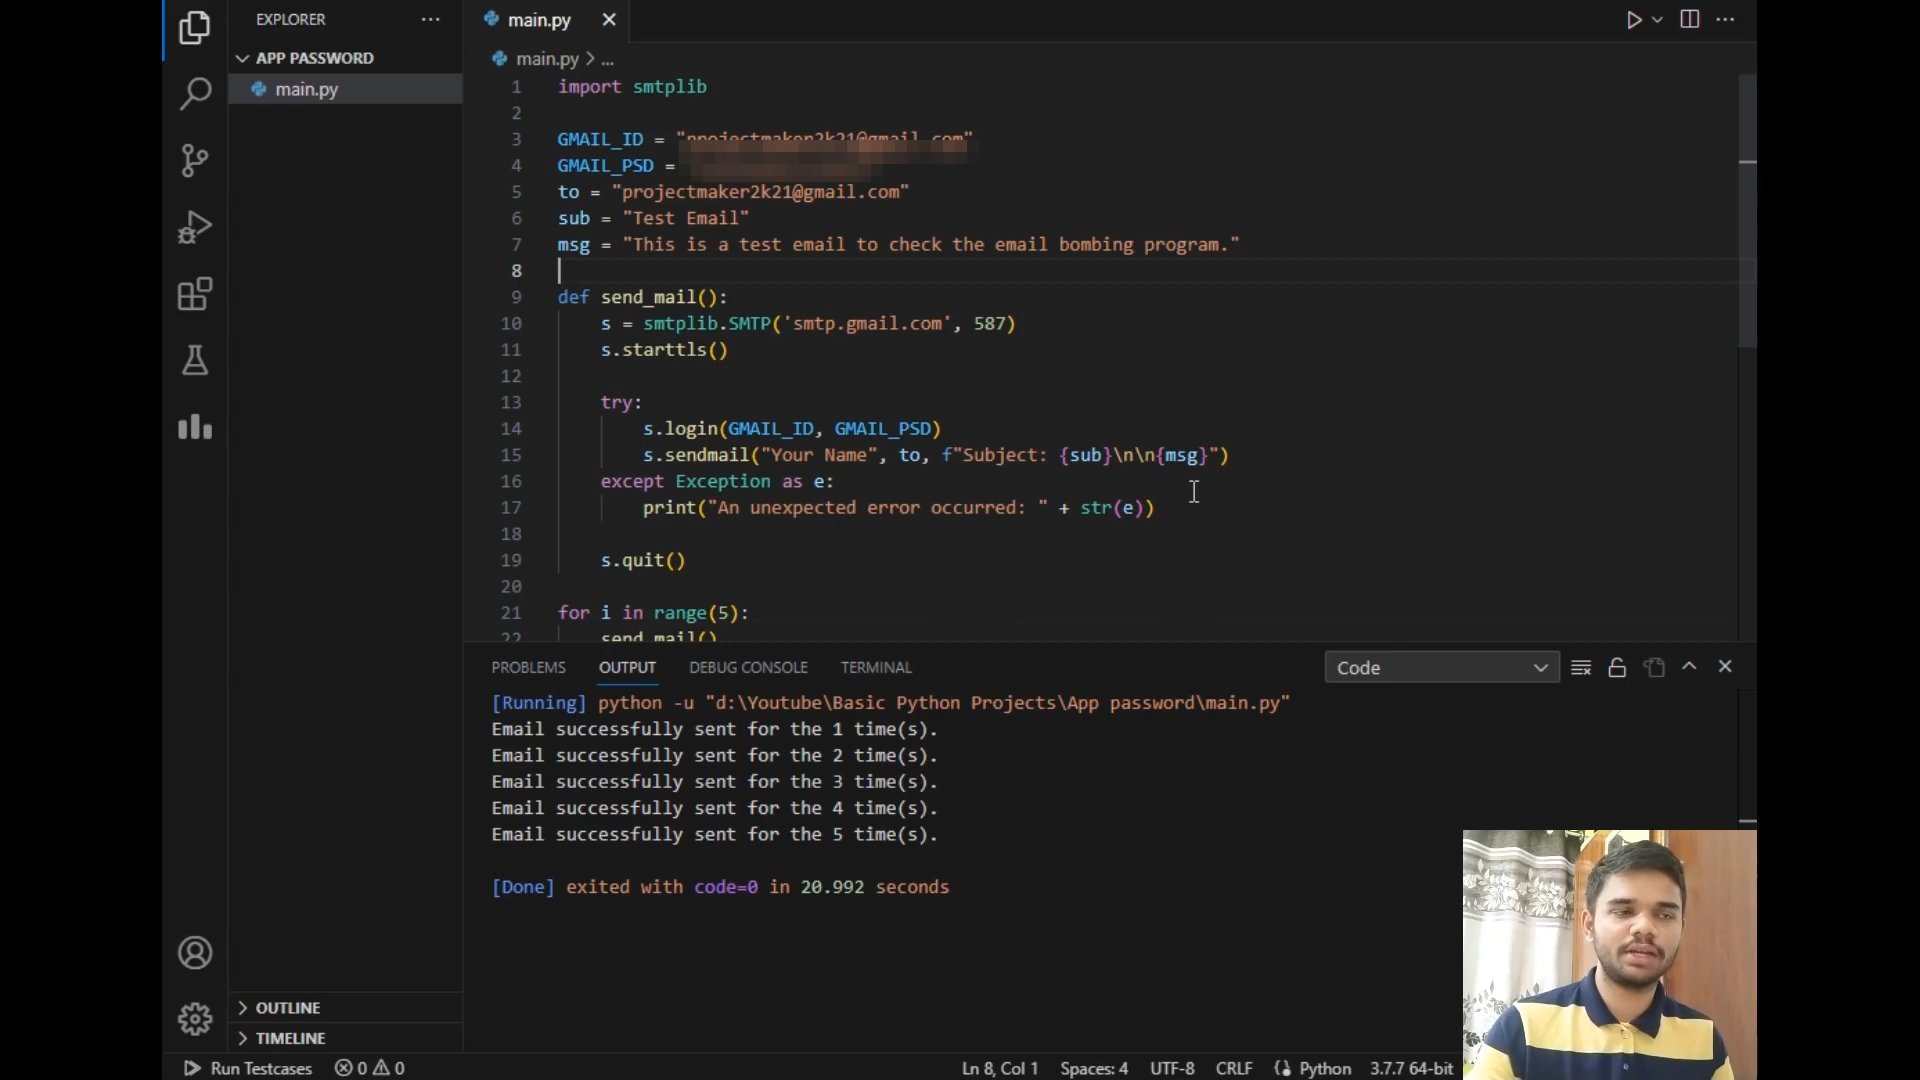 EXPLORER
...
main.py
APP PASSWORD
main.py
main.py > ...
1 import smtplib
2
3 GMAIL_ID = "projectmaker2k21@gmail.com"
4 GMAIL_PSD =
5 to = "projectmaker2k21@gmail.com"
6 sub = "Test Email"
7 msg = "This is a test email to check the email bombing program."
8
9 def send_mail():
10 s = smtplib.SMTP('smtp.gmail.com', 587)
11 s.starttls()
12
13 try:
14 s.login(GMAIL_ID, GMAIL_PSD)
15 s.sendmail("Your Name", to, f"Subject: {sub}\n\n{msg}")
16 except Exception as e:
17 print("An unexpected error occurred: " + str(e))
18
19 s.quit()
20
21 for i in range(5):
22 send_mail()
PROBLEMS OUTPUT DEBUG CONSOLE TERMINAL Code
[Running] python -u "d:\Youtube\Basic Python Projects\App password\main.py"
Email successfully sent for the 1 time(s).
Email successfully sent for the 2 time(s).
Email successfully sent for the 3 time(s).
Email successfully sent for the 4 time(s).
Email successfully sent for the 5 time(s).
[Done] exited with code=0 in 20.992 seconds
OUTLINE
TIMELINE
Run Testcases 0 0 Ln 8, Col 1 Spaces: 4 UTF-8 CRLF Python 3.7.7 64-bit